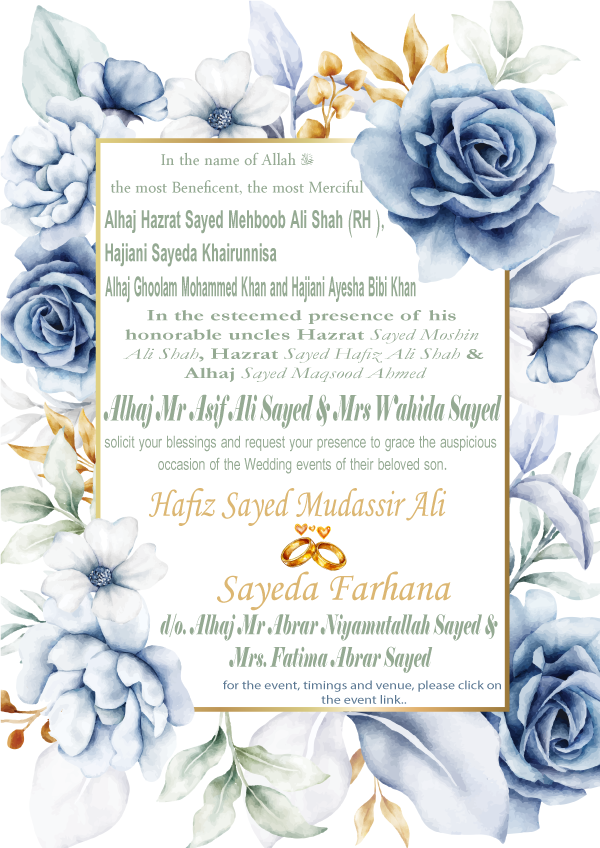 In the name of Allah ﷻ
the most Beneficent, the most Merciful
Alhaj Hazrat Sayed Mehboob Ali Shah (RH ),
Hajiani Sayeda Khairunnisa
Alhaj Ghoolam Mohammed Khan and Hajiani Ayesha Bibi Khan
In the esteemed presence of his
honorable uncles Hazrat Sayed Moshin
Ali Shah, Hazrat Sayed Hafiz Ali Shah &
Alhaj Sayed Maqsood Ahmed
Alhaj Mr Asif Ali Sayed & Mrs Wahida Sayed
solicit your blessings and request your presence to grace the auspicious
occasion of the Wedding events of their beloved son.
Hafiz Sayed Mudassir Ali
Sayeda Farhana
d/o. Alhaj Mr Abrar Niyamutallah Sayed &
Mrs. Fatima Abrar Sayed
for the event, timings and venue, please click on
the event link..